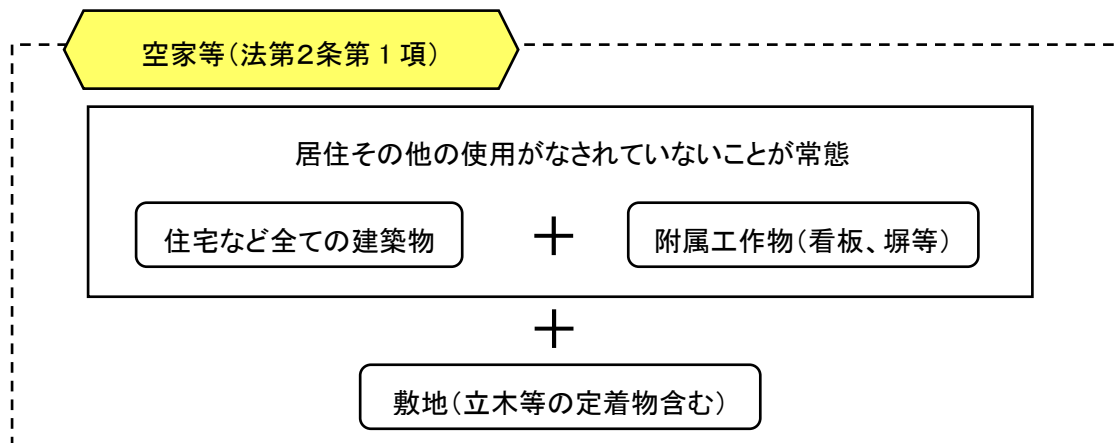 空家等（法第２条第１項）
居住その他の使用がなされていないことが常態
住宅など全ての建築物
＋
附属工作物（看板、塀等）
＋
敷地（立木等の定着物含む）